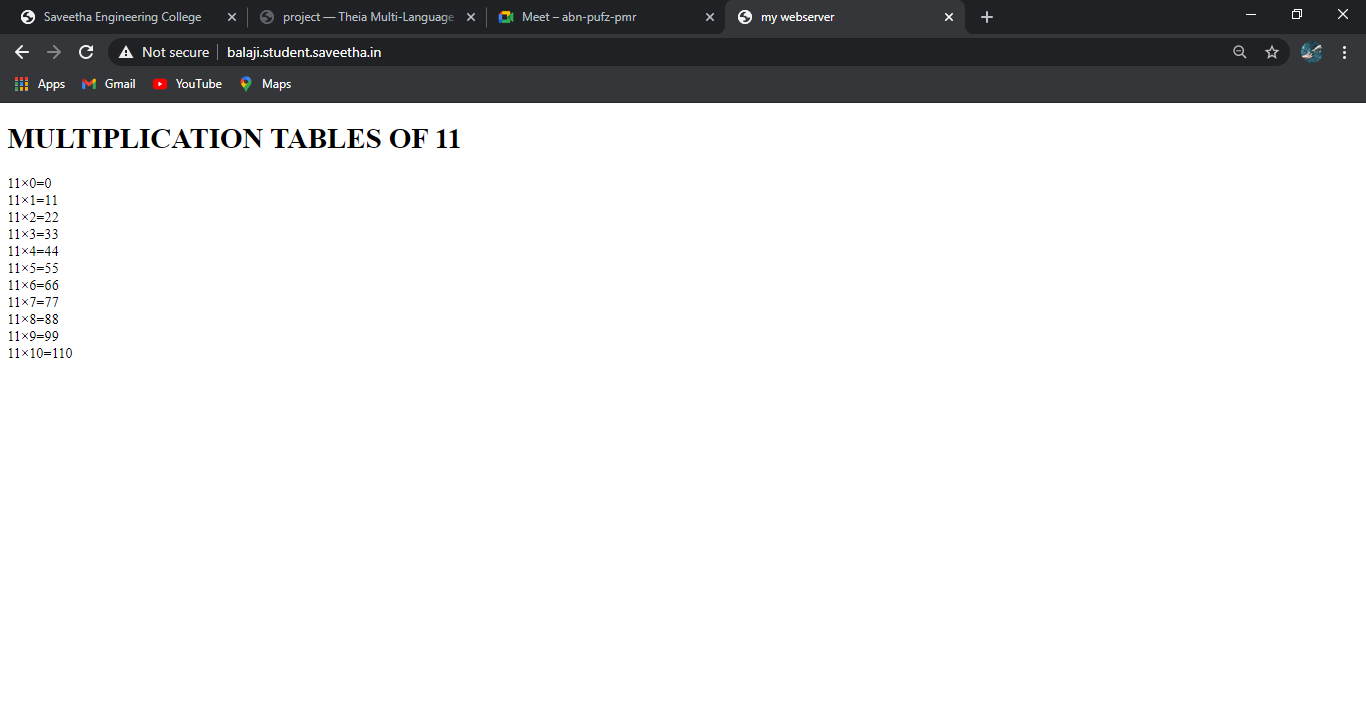 Saveetha Engineering College
project — Theia Multi-Language
Meet – abn-pufz-pmr
my webserver
Not secure
balaji.student.saveetha.in
Apps
Gmail
YouTube
Maps
MULTIPLICATION TABLES OF 11
11×0=0
11×1=11
11×2=22
11×3=33
11×4=44
11×5=55
11×6=66
11×7=77
11×8=88
11×9=99
11×10=110